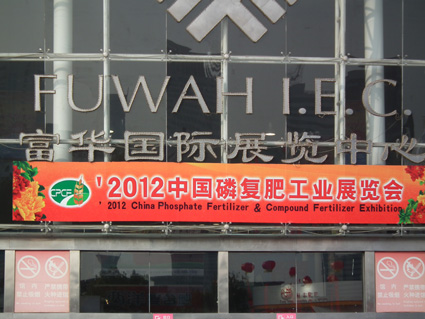 FUWAH I.E.C.
富华国际展览中心
CPCF
'2012中国磷复肥工业展览会
'2012 China Phosphate Fertilizer & Compound Fertilizer Exhibition